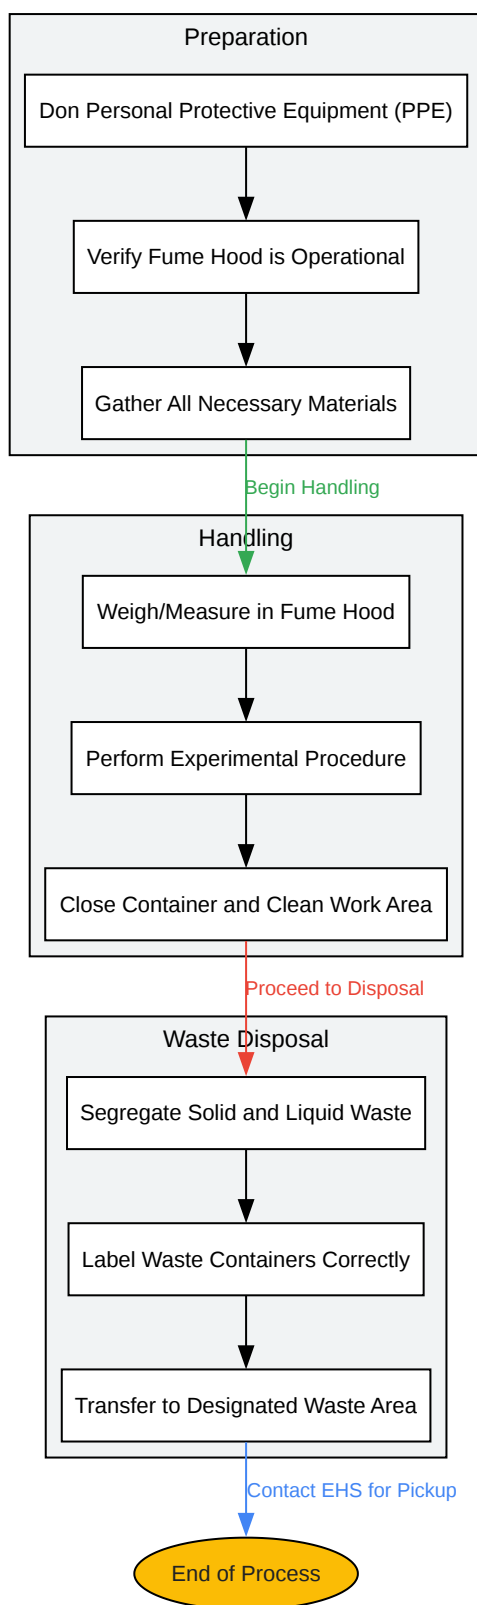 Preparation
Don Personal Protective Equipment (PPE)
Verify Fume Hood is Operational
Gather All Necessary Materials
Begin Handling
Handling
Weigh/Measure in Fume Hood
Perform Experimental Procedure
Close Container and Clean Work Area
Proceed to Disposal
Waste Disposal
Segregate Solid and Liquid Waste
Label Waste Containers Correctly
Transfer to Designated Waste Area
Contact EHS for Pickup
End of Process